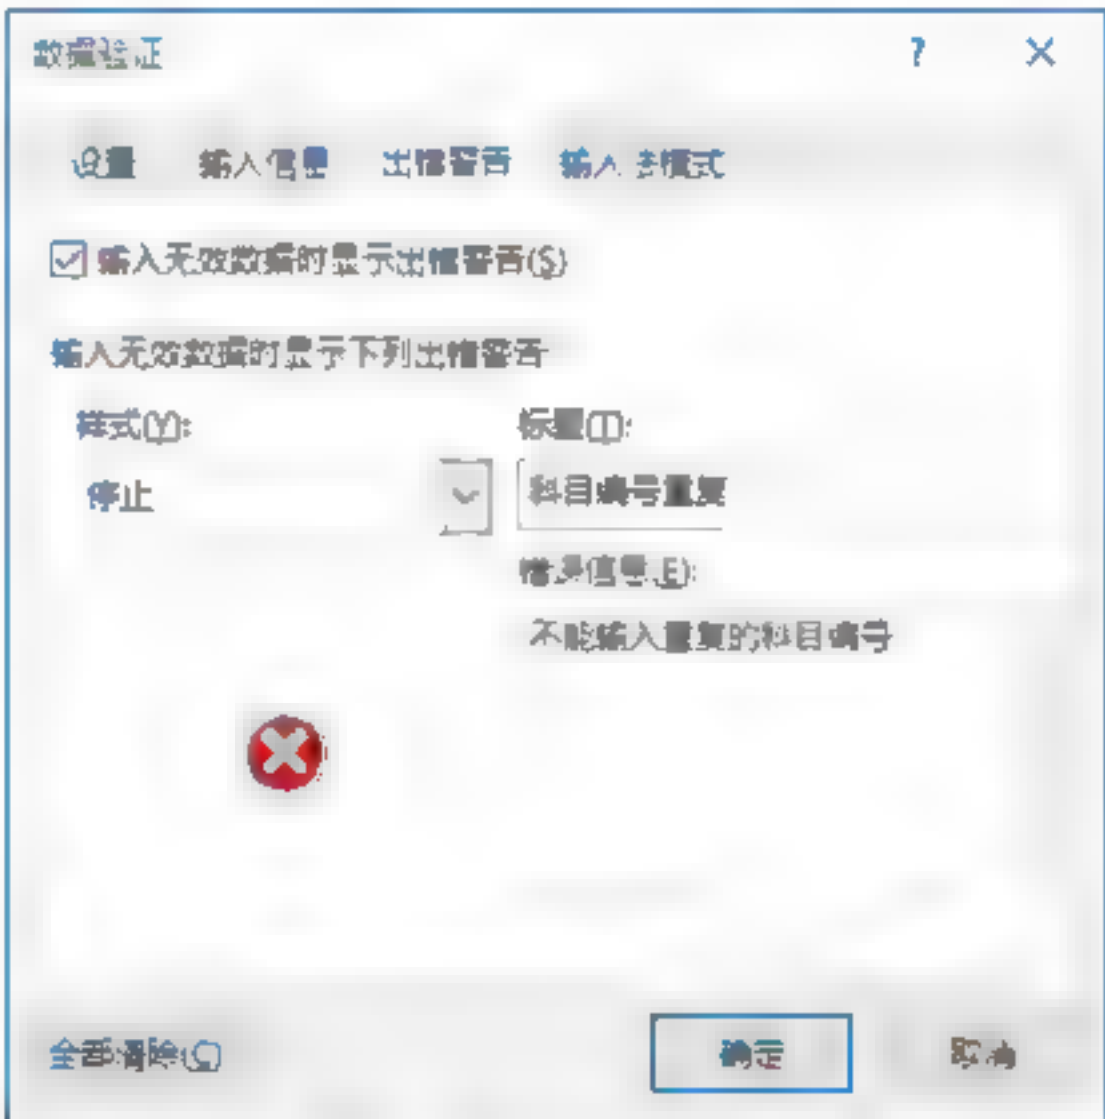 数据验证 ? ×
设置 输入信息 出错警告 输入法模式
输入无效数据时显示出错警告(S)
输入无效数据时显示下列出错警告
样式(Y): 标题(T):
停止 科目编号重复
错误信息(E):
不能输入重复的科目编号
全部清除(C) 确定 取消